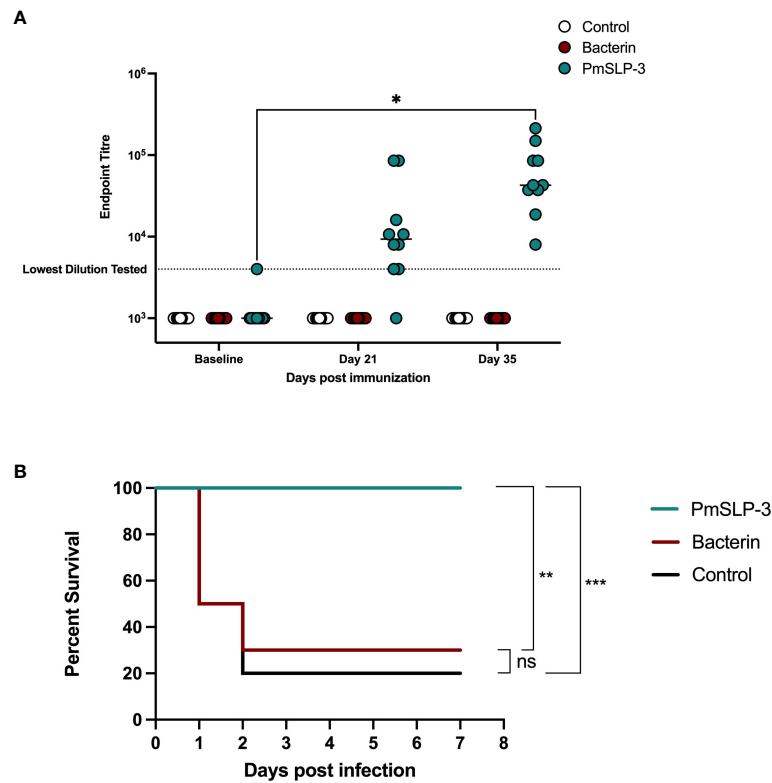 A
Control
Bacterin
PmSLP-3
10⁶
*
10⁵
Endpoint Titre
10⁴
Lowest Dilution Tested
10³
Baseline
Day 21
Day 35
Days post immunization
B
100
80
60
40
20
0
Percent Survival
0 1 2 3 4 5 6 7 8
Days post infection
**
***
ns
PmSLP-3
Bacterin
Control